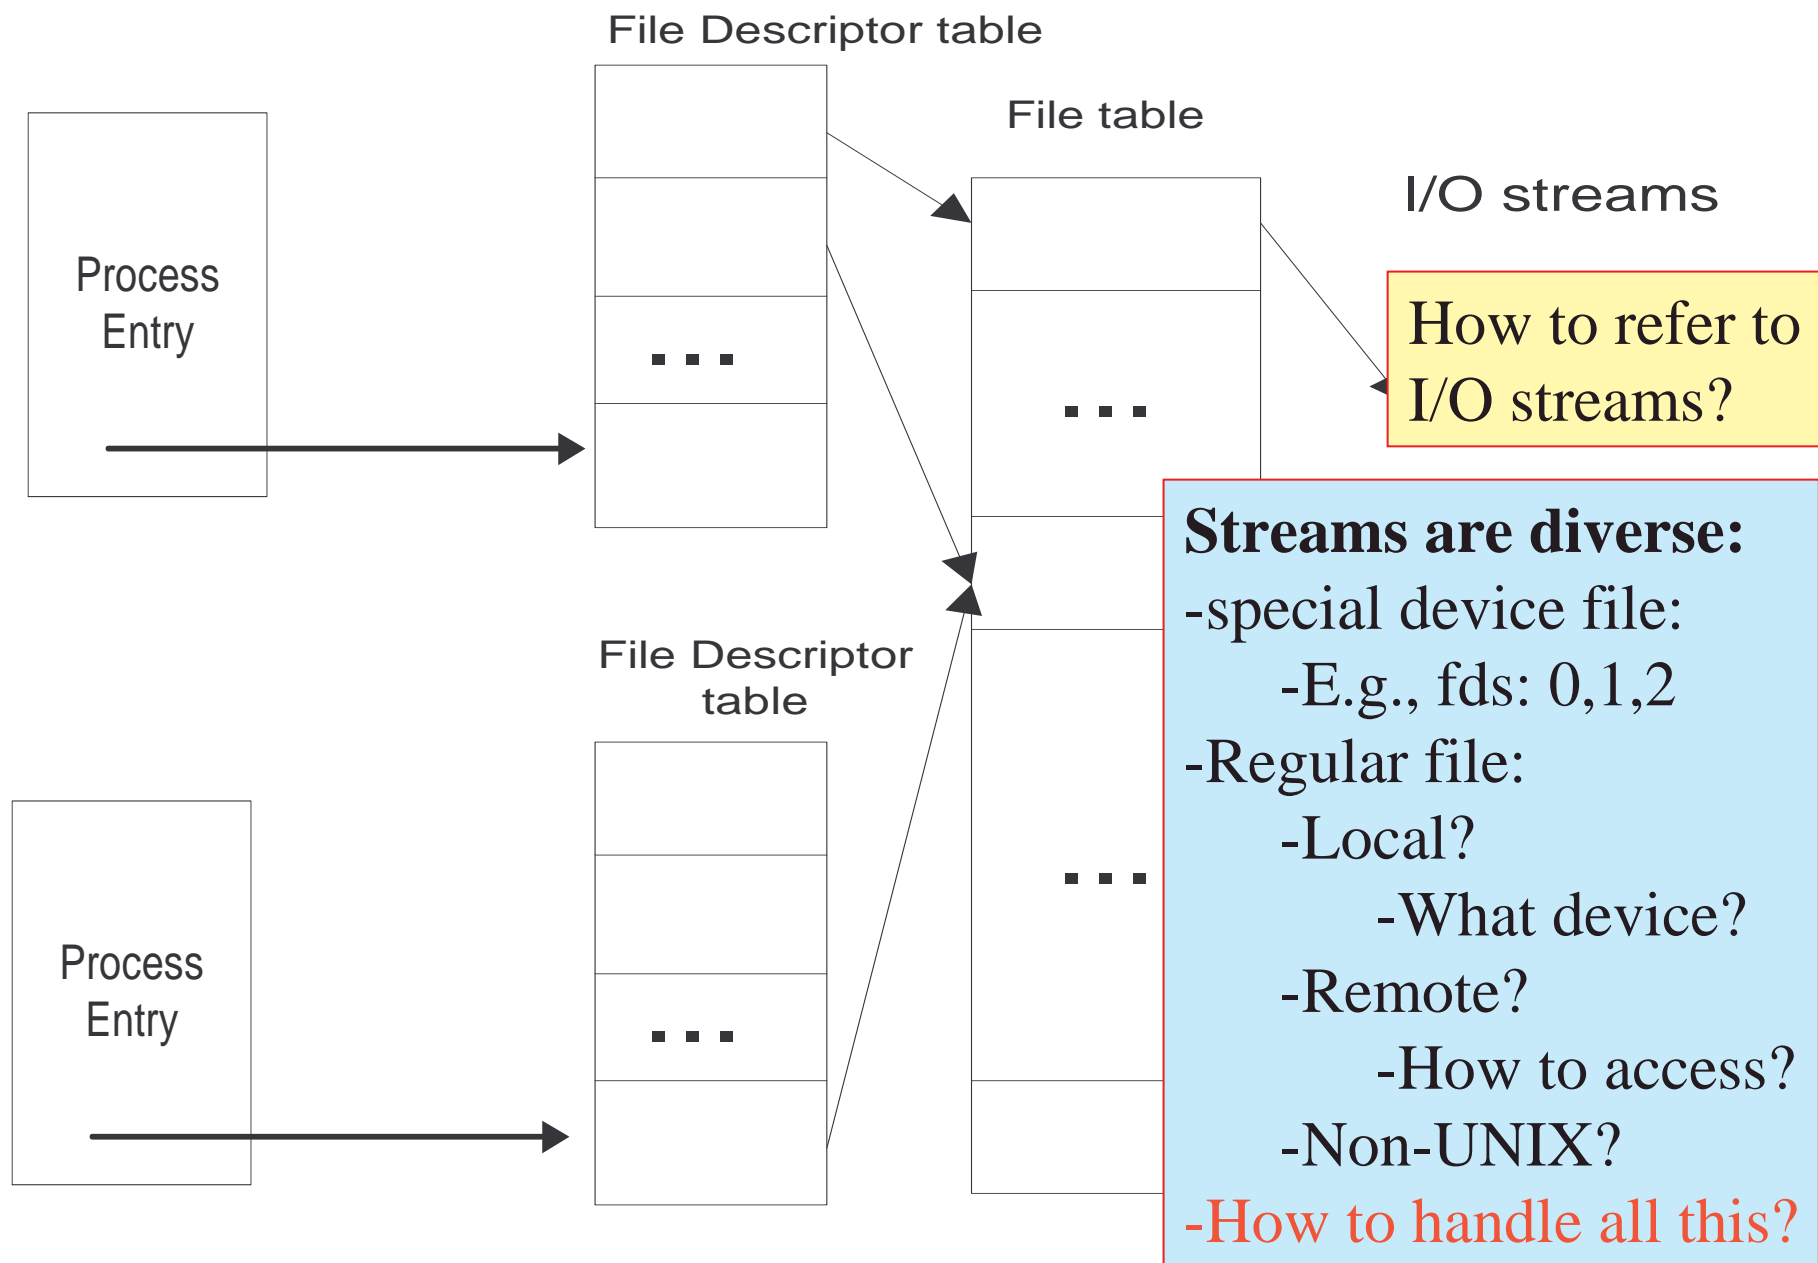 File Descriptor table
File table
I/O streams
Process
Entry
. . .
How to refer to
I/O streams?
. . .
Streams are diverse:
-special device file:
-E.g., fds: 0,1,2
-Regular file:
-Local?
-What device?
-Remote?
-How to access?
-Non-UNIX?
-How to handle all this?
. . .
File Descriptor
table
Process
Entry
. . .